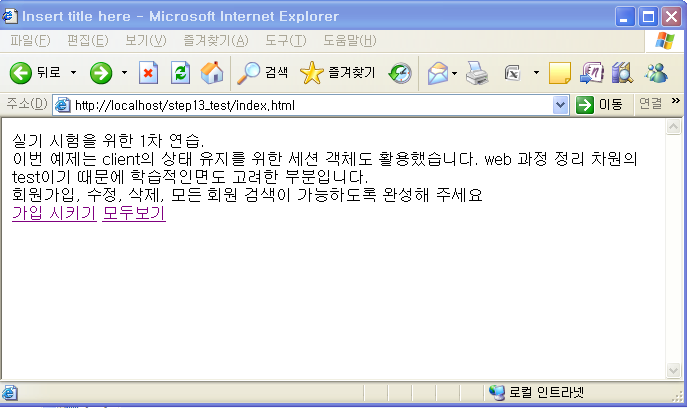 Insert title here - Microsoft Internet Explorer
파일(F) 편집(E) 보기(V) 즐겨찾기(A) 도구(T) 도움말(H)
뒤로 검색 즐겨찾기
주소(D) http://localhost/step13_test/index.html 이동 연결 »
실기 시험을 위한 1차 연습.
이번 예제는 client의 상태 유지를 위한 세션 객체도 활용했습니다. web 과정 정리 차원의
test이기 때문에 학습적인면도 고려한 부분입니다.
회원가입, 수정, 삭제, 모든 회원 검색이 가능하도록 완성해 주세요
가입 시키기 모두보기
로컬 인트라넷